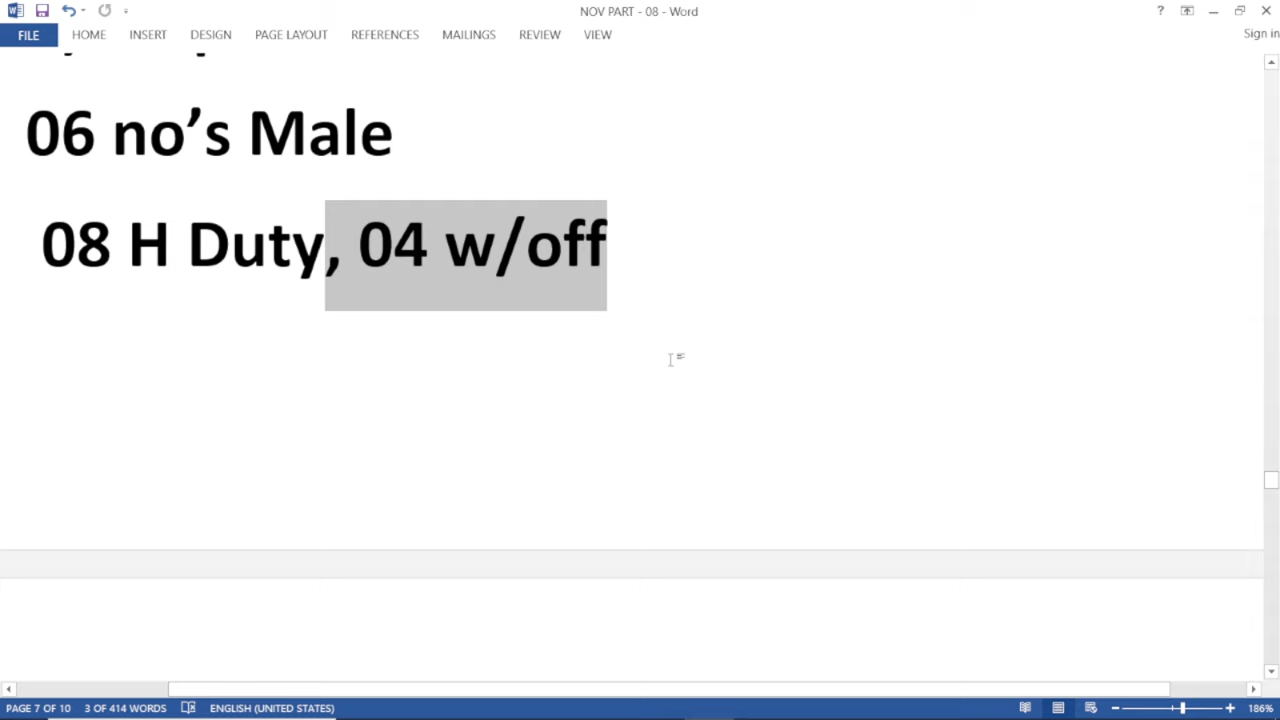 NOV PART - 08 - Word
?
FILE HOME INSERT DESIGN PAGE LAYOUT REFERENCES MAILINGS REVIEW VIEW Sign in
06 no’s Male
08 H Duty, 04 w/off
PAGE 7 OF 10 3 OF 414 WORDS ENGLISH (UNITED STATES) 186%